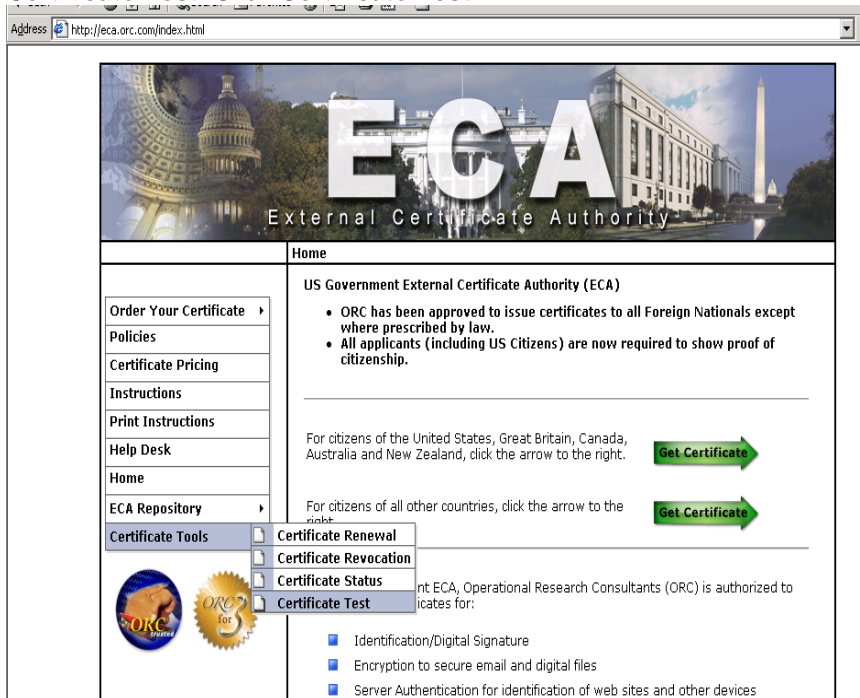 Address http://eca.orc.com/index.html
ECA
External Certificate Authority
Home
US Government External Certificate Authority (ECA)
• ORC has been approved to issue certificates to all Foreign Nationals except
where prescribed by law.
• All applicants (including US Citizens) are now required to show proof of
citizenship.
Order Your Certificate
Policies
Certificate Pricing
Instructions
Print Instructions
Help Desk
Home
ECA Repository
Certificate Tools
Certificate Renewal
Certificate Revocation
Certificate Status
Certificate Test
For citizens of the United States, Great Britain, Canada,
Australia and New Zealand, click the arrow to the right.
Get Certificate
For citizens of all other countries, click the arrow to the
right.
Get Certificate
nt ECA, Operational Research Consultants (ORC) is authorized to
icates for:
Identification/Digital Signature
Encryption to secure email and digital files
Server Authentication for identification of web sites and other devices
ORC
trusted
ORC
for
3